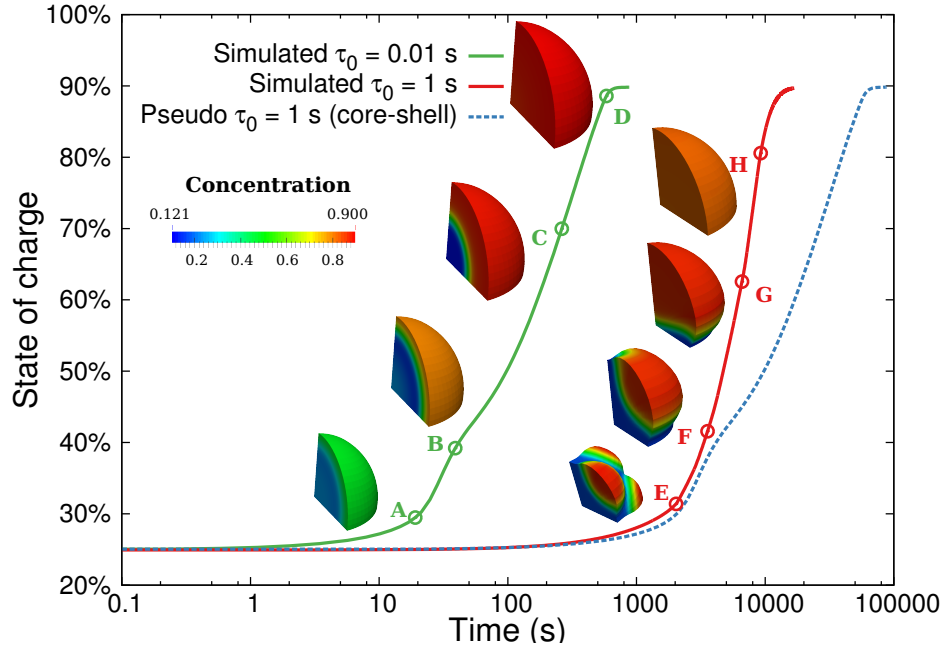 100%
90%
80%
70%
60%
50%
40%
30%
20%
State of charge
Simulated τ0 = 0.01 s
Simulated τ0 = 1 s
Pseudo τ0 = 1 s (core-shell)
Concentration
0.121 0.900
0.2 0.4 0.6 0.8
A
B
C
D
E
F
G
H
0.1 1 10 100 1000 10000 100000
Time (s)